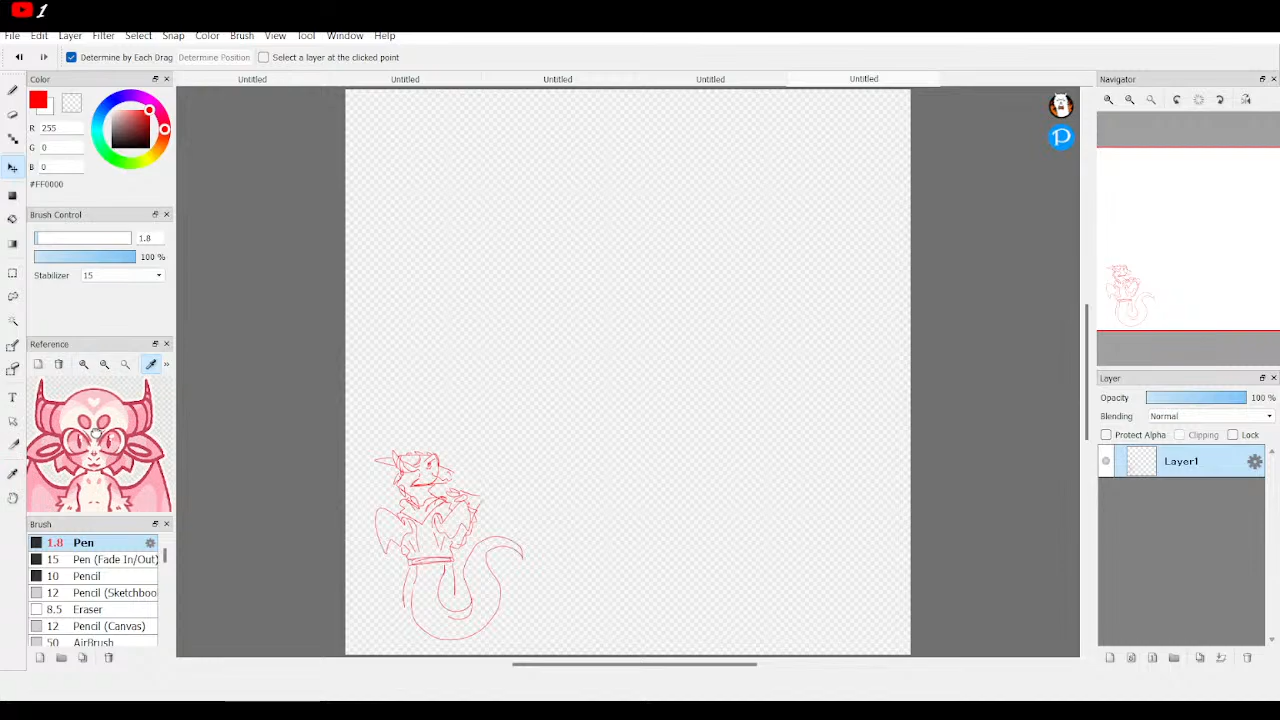 1
File Edit Layer Filter Select Snap Color Brush View Tool Window Help
Determine by Each Drag Determine Position Select a layer at the clicked point
Color
Untitled Untitled Untitled Untitled Untitled
Navigator
R 255
G 0
B 0
#FF0000
Brush Control
1.8
100 %
Stabilizer 15
Reference
Layer
Opacity 100 %
Blending Normal
Protect Alpha Clipping Lock
Layer1
Brush
1.8 Pen
15 Pen (Fade In/Out)
10 Pencil
12 Pencil (Sketchboo
8.5 Eraser
12 Pencil (Canvas)
50 AirBrush